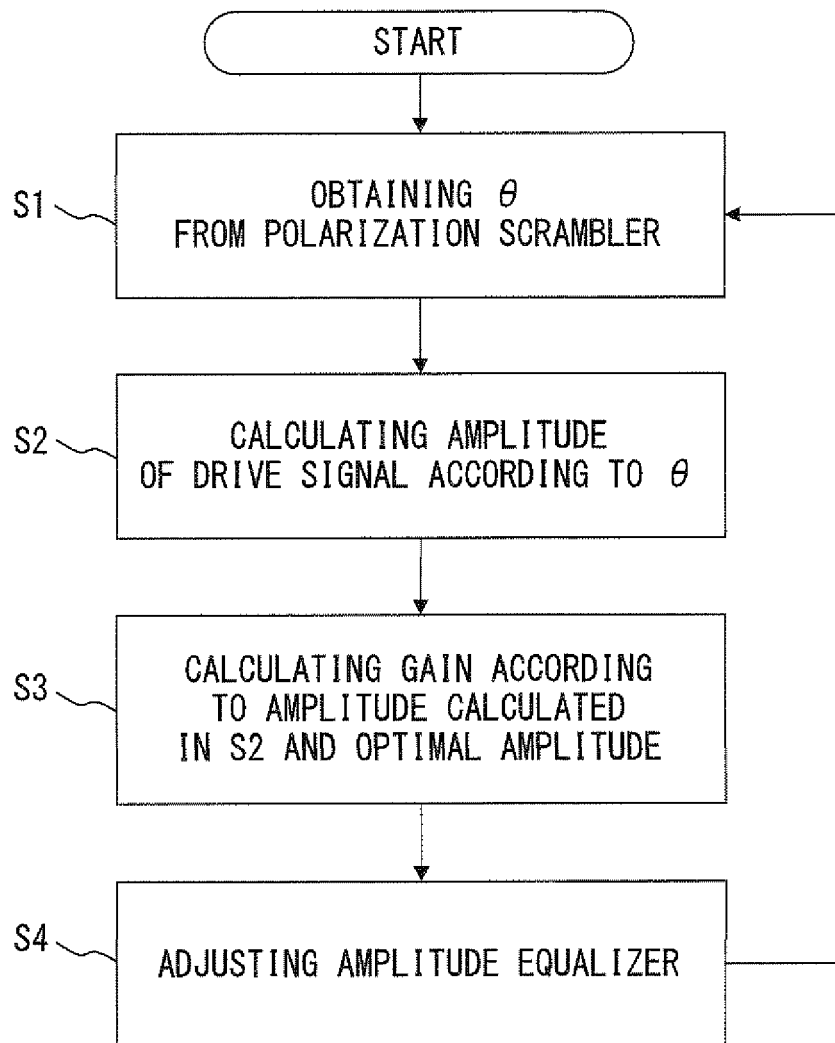 START
S1
OBTAINING θ
FROM POLARIZATION SCRAMBLER
S2
CALCULATING AMPLITUDE
OF DRIVE SIGNAL ACCORDING TO θ
S3
CALCULATING GAIN ACCORDING
TO AMPLITUDE CALCULATED
IN S2 AND OPTIMAL AMPLITUDE
S4
ADJUSTING AMPLITUDE EQUALIZER